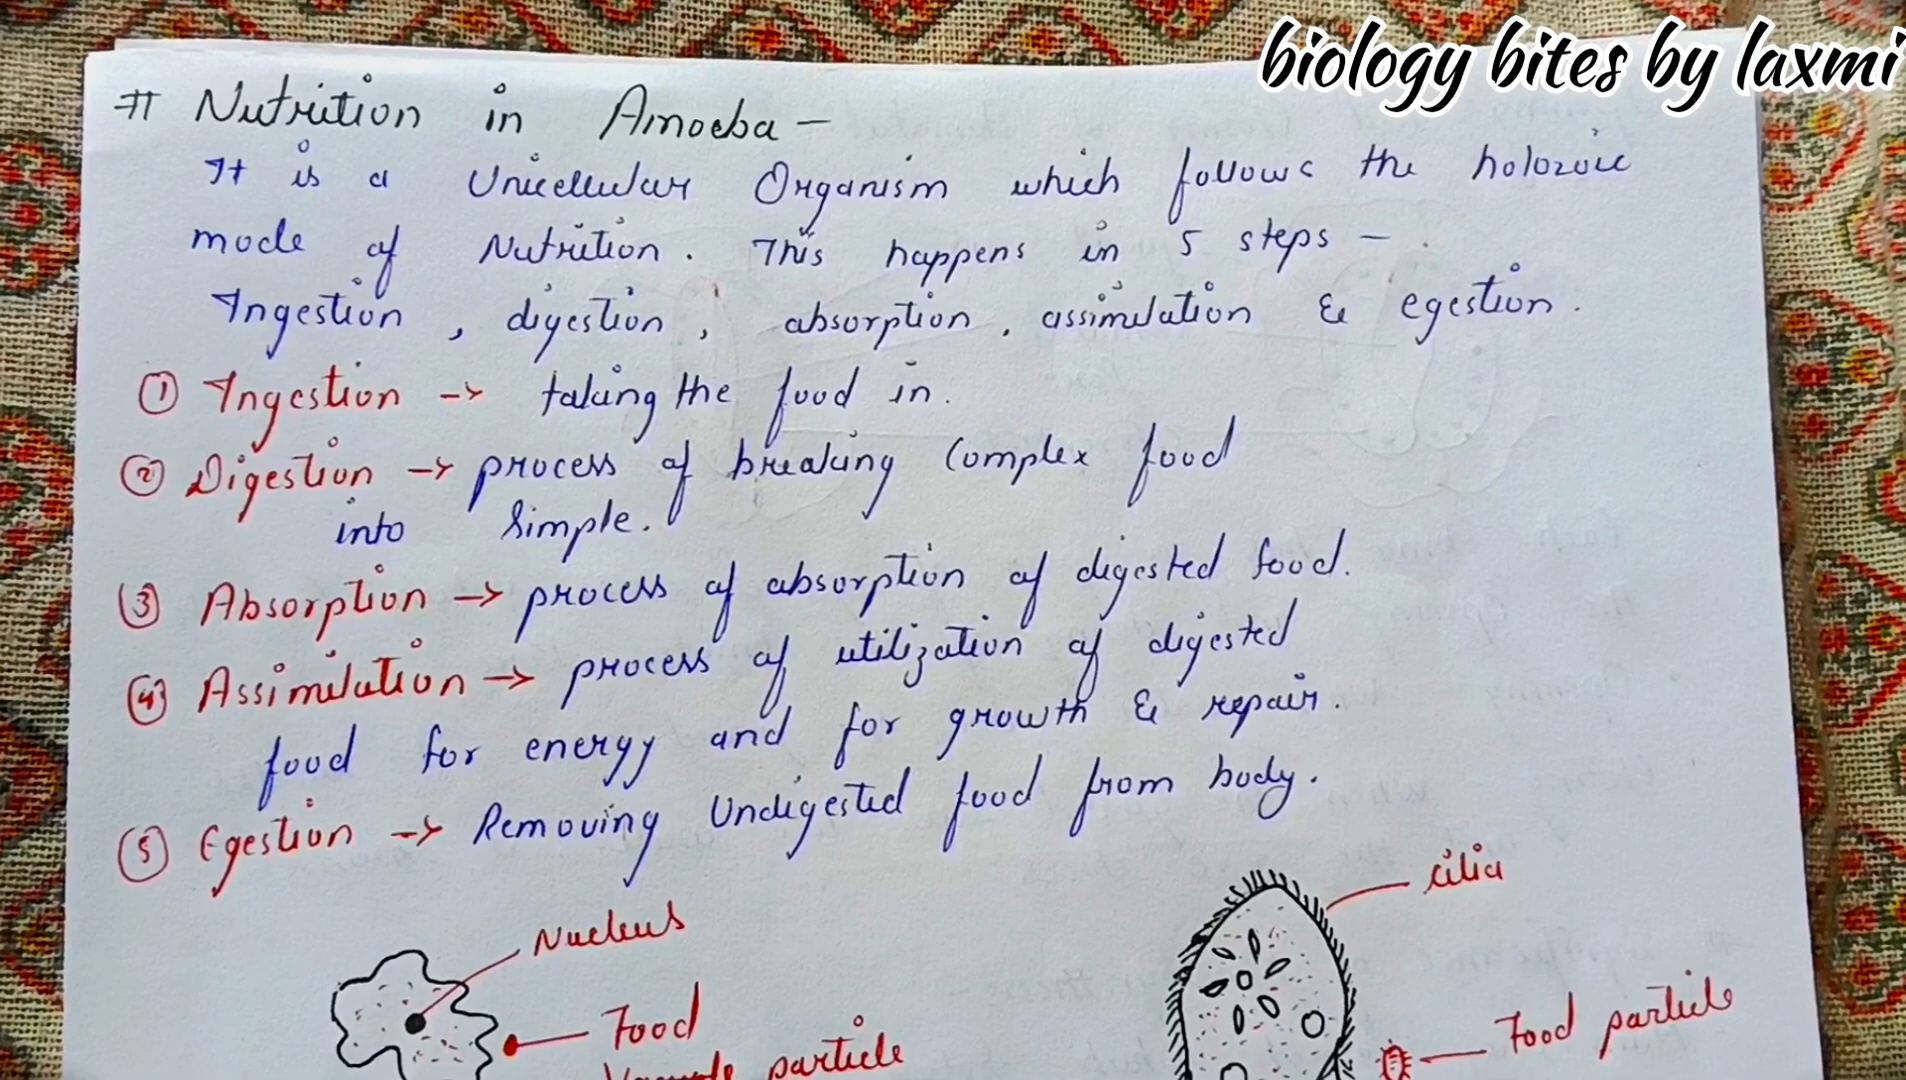 biology bites by laxmi
# Nutrition in Amoeba -
It is a Unicellular Organism which follows the holozoic
mode of Nutrition. This happens in 5 steps -
Ingestion, digestion, absorption, assimilation & egestion.
① Ingestion -> taking the food in.
② Digestion -> process of breaking complex food
into simple.
③ Absorption -> process of absorption of digested food.
④ Assimilation -> process of utilization of digested
food for energy and for growth & repair.
⑤ Egestion -> Removing Undigested food from body.
cilia
Nucleus
Food
particle
Food particle